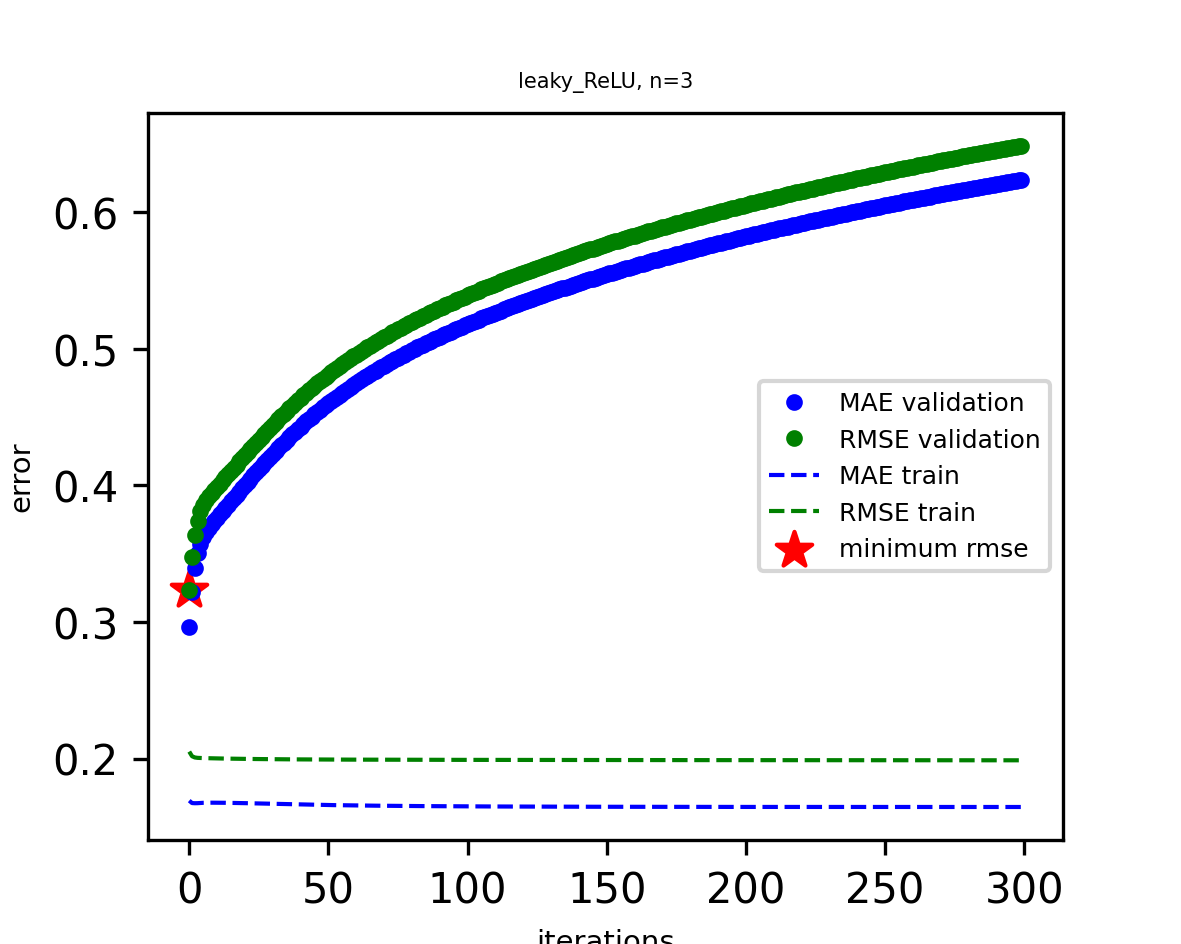 leaky_ReLU, n=3
0.6
0.5
0.4
0.3
0.2
error
MAE validation
RMSE validation
MAE train
RMSE train
minimum rmse
0 50 100 150 200 250 300
iterations